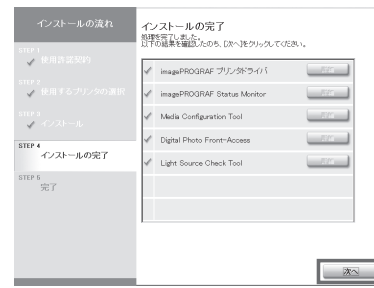 インストールの流れ
STEP 1
使用許諾契約
STEP 2
使用するプリンタの選択
STEP 3
インストール
STEP 4
インストールの完了
STEP 5
完了
インストールの完了
処理を完了しました。
以下の結果を確認したのち、[次へ]をクリックしてください。
imagePROGRAF プリンタドライバ
imagePROGRAF Status Monitor
Media Configuration Tool
Digital Photo Front-Access
Light Source Check Tool
次へ